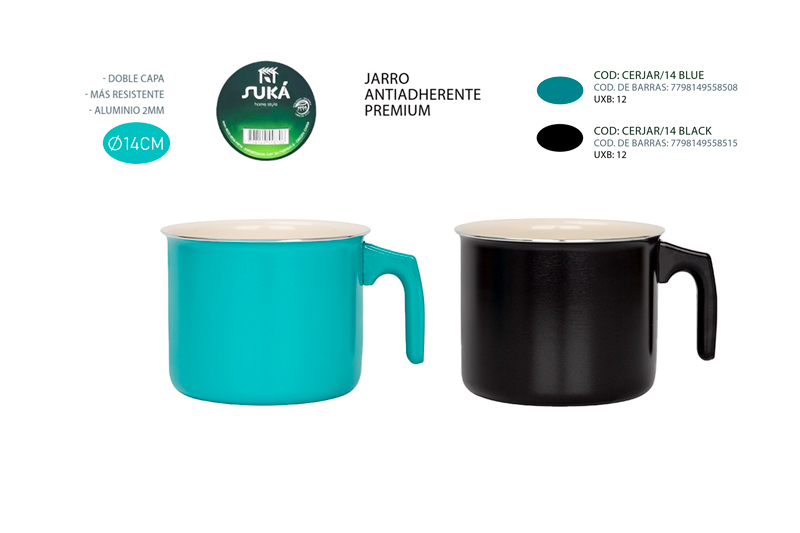 - DOBLE CAPA
- MÁS RESISTENTE
- ALUMINIO 2MM
Ø14CM
SUKÁ
home style
JARRO
ANTIADHERENTE
PREMIUM
COD: CERJAR/14 BLUE
COD. DE BARRAS: 7798149558508
UXB: 12
COD: CERJAR/14 BLACK
COD. DE BARRAS: 7798149558515
UXB: 12